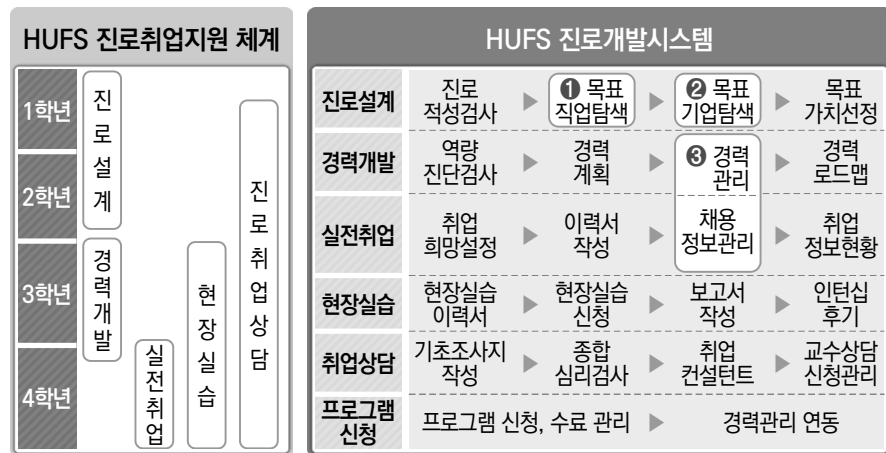 HUFS 진로취업지원 체계
1학년
2학년
3학년
4학년
진로설계
경력개발
실전취업
현장실습
진로취업상담
HUFS 진로개발시스템
진로설계
진로
적성검사
❶ 목표
직업탐색
❷ 목표
기업탐색
목표
가치선정
경력개발
역량
진단검사
경력
계획
❸ 경력
관리
경력
로드맵
실전취업
취업
희망설정
이력서
작성
채용
정보관리
취업
정보현황
현장실습
현장실습
이력서
현장실습
신청
보고서
작성
인턴십
후기
취업상담
기초조사지
작성
종합
심리검사
취업
컨설턴트
교수상담
신청관리
프로그램
신청
프로그램 신청, 수료 관리
경력관리 연동